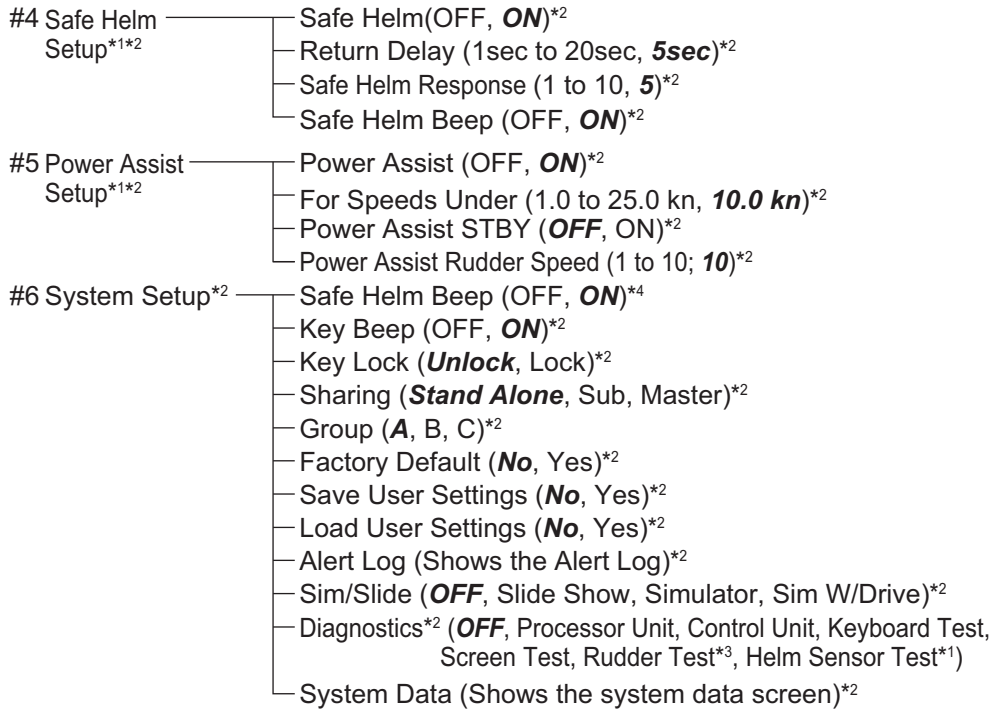 #4 Safe Helm Setup*1*2
Safe Helm(OFF, ON)*2
Return Delay (1sec to 20sec, 5sec)*2
Safe Helm Response (1 to 10, 5)*2
Safe Helm Beep (OFF, ON)*2
#5 Power Assist Setup*1*2
Power Assist (OFF, ON)*2
For Speeds Under (1.0 to 25.0 kn, 10.0 kn)*2
Power Assist STBY (OFF, ON)*2
Power Assist Rudder Speed (1 to 10; 10)*2
#6 System Setup*2
Safe Helm Beep (OFF, ON)*4
Key Beep (OFF, ON)*2
Key Lock (Unlock, Lock)*2
Sharing (Stand Alone, Sub, Master)*2
Group (A, B, C)*2
Factory Default (No, Yes)*2
Save User Settings (No, Yes)*2
Load User Settings (No, Yes)*2
Alert Log (Shows the Alert Log)*2
Sim/Slide (OFF, Slide Show, Simulator, Sim W/Drive)*2
Diagnostics*2 (OFF, Processor Unit, Control Unit, Keyboard Test,
Screen Test, Rudder Test*3, Helm Sensor Test*1)
System Data (Shows the system data screen)*2